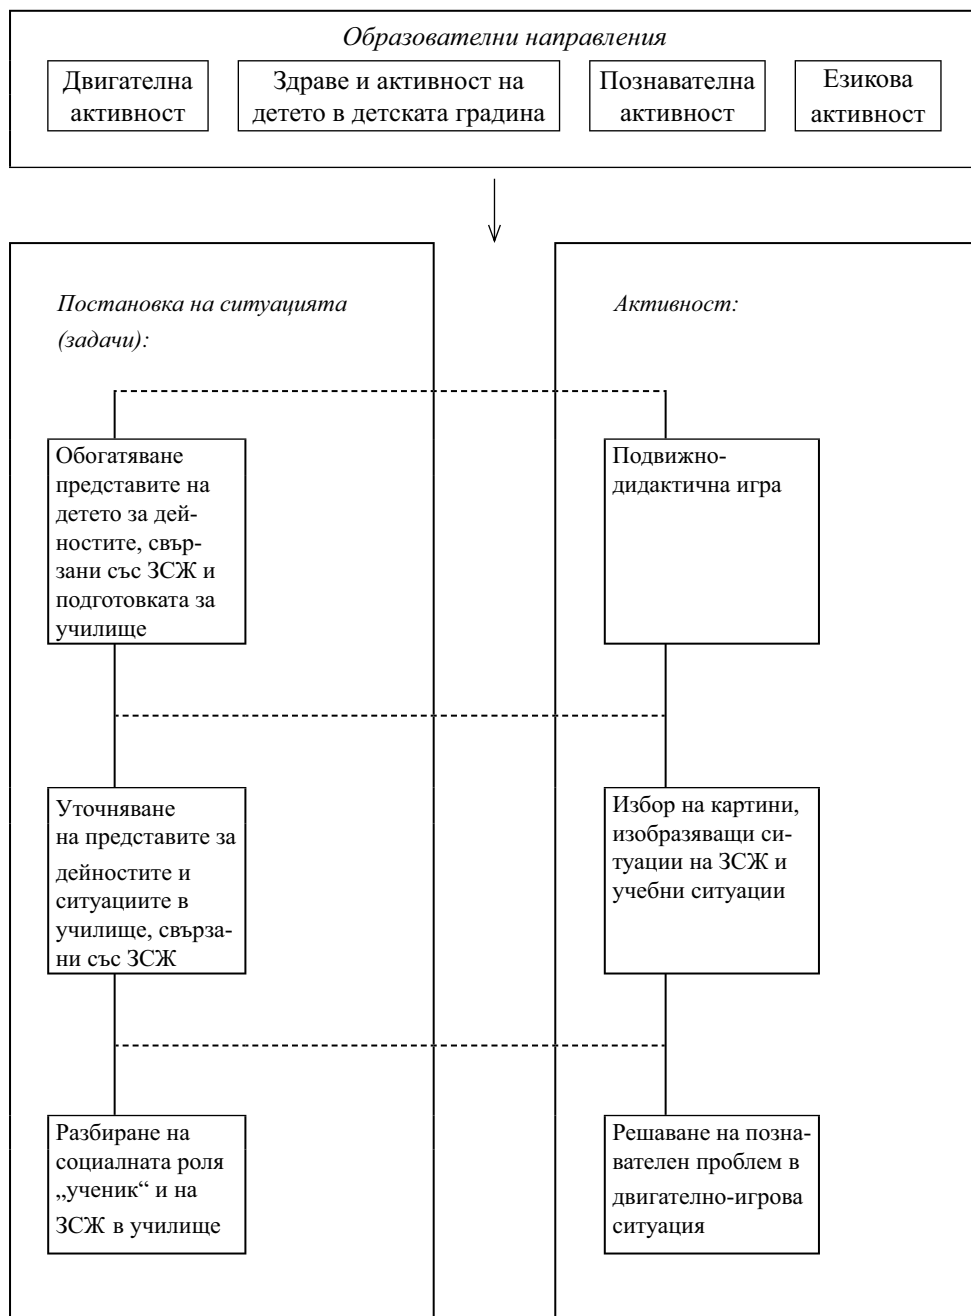 Образователни направления
Двигателна
активност
Здраве и активност на
детето в детската градина
Познавателна
активност
Езикова
активност
Постановка на ситуацията
(задачи):
Обогатяване
представите на
детето за дей-
ностите, свър-
зани със ЗСЖ и
подготовката за
училище
Уточняване
на представите за
дейностите и
ситуациите в
училище, свърза-
ни със ЗСЖ
Разбиране на
социалната роля
„ученик“ и на
ЗСЖ в училище
Активност:
Подвижно-
дидактична игра
Избор на картини,
изобразяващи си-
туации на ЗСЖ и
учебни ситуации
Решаване на позна-
вателен проблем в
двигателно-игрова
ситуация